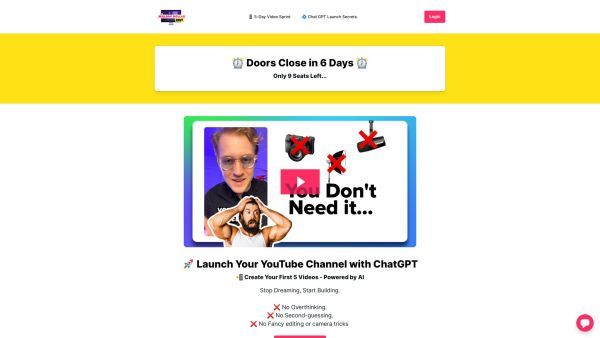 5-Day Video Sprint
Chat GPT Launch Secrets
Login
⏰ Doors Close in 6 Days ⏰
Only 9 Seats Left...
You Don't
Need it...
🚀 Launch Your YouTube Channel with ChatGPT
📲 Create Your First 5 Videos - Powered by AI
Stop Dreaming, Start Building.
❌ No Overthinking.
❌ No Second-guessing.
❌ No Fancy editing or camera tricks